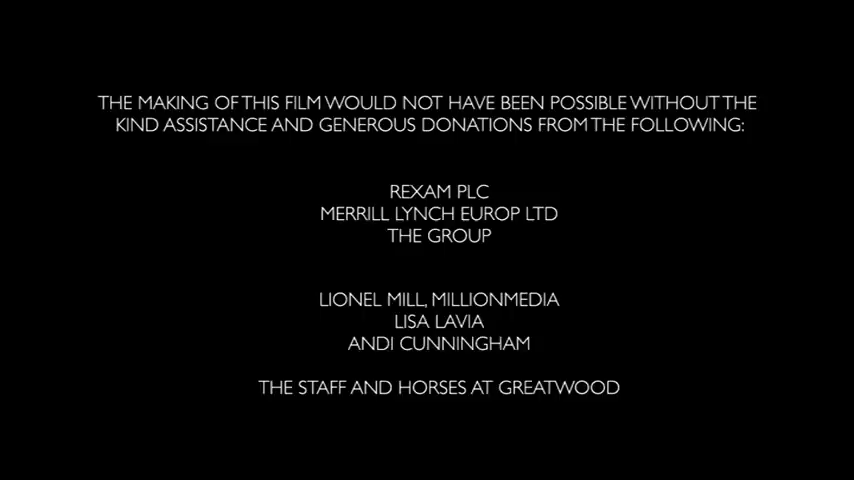 THE MAKING OF THIS FILM WOULD NOT HAVE BEEN POSSIBLE WITHOUT THE
KIND ASSISTANCE AND GENEROUS DONATIONS FROM THE FOLLOWING:
REXAM PLC
MERRILL LYNCH EUROP LTD
THE GROUP
LIONEL MILL, MILLIONMEDIA
LISA LAVIA
ANDI CUNNINGHAM
THE STAFF AND HORSES AT GREATWOOD